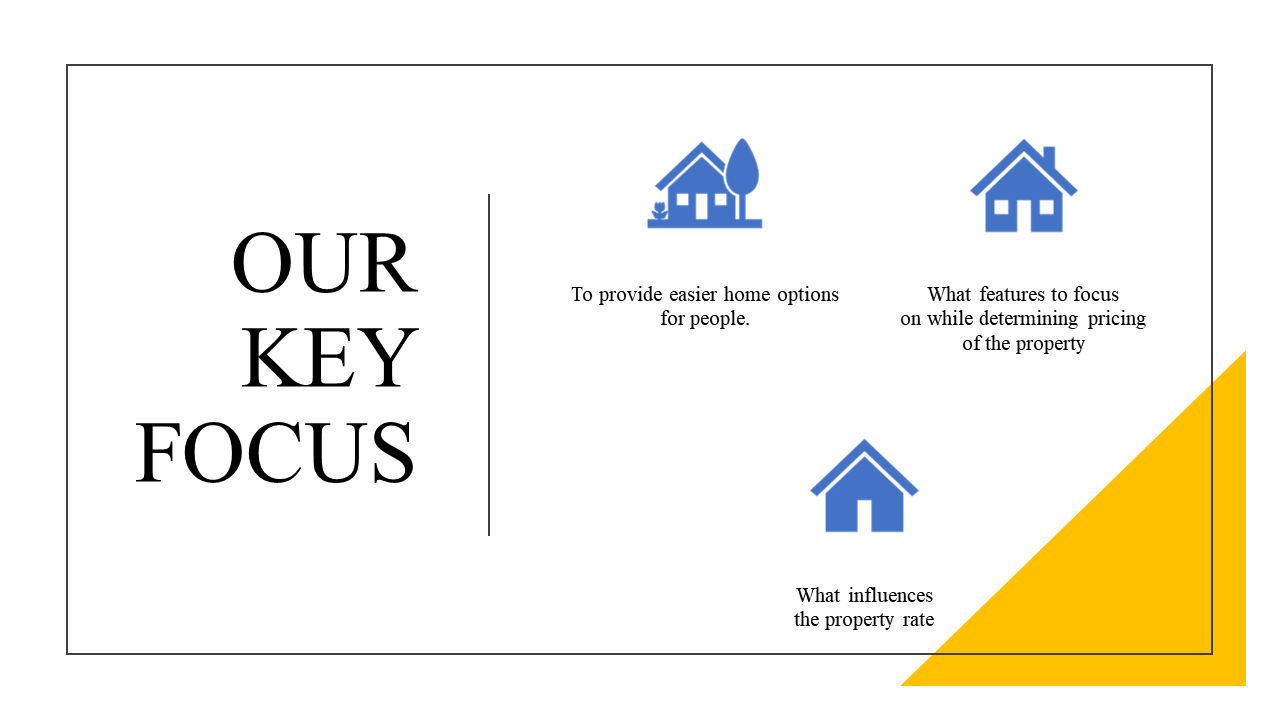 OUR
KEY
FOCUS
To provide easier home options
for people.
What features to focus
on while determining pricing
of the property
What influences
the property rate